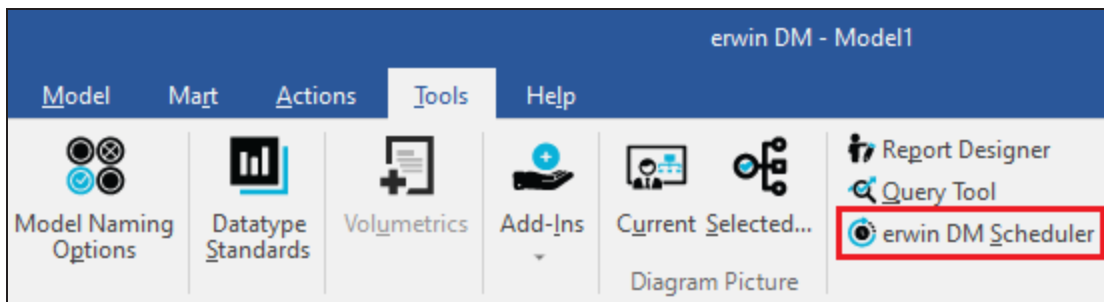 erwin DM - Model1
Model Mart Actions Tools Help
Model Naming
Options
Datatype
Standards
Volumetrics
Add-Ins
Current Selected...
Diagram Picture
Report Designer
Query Tool
erwin DM Scheduler